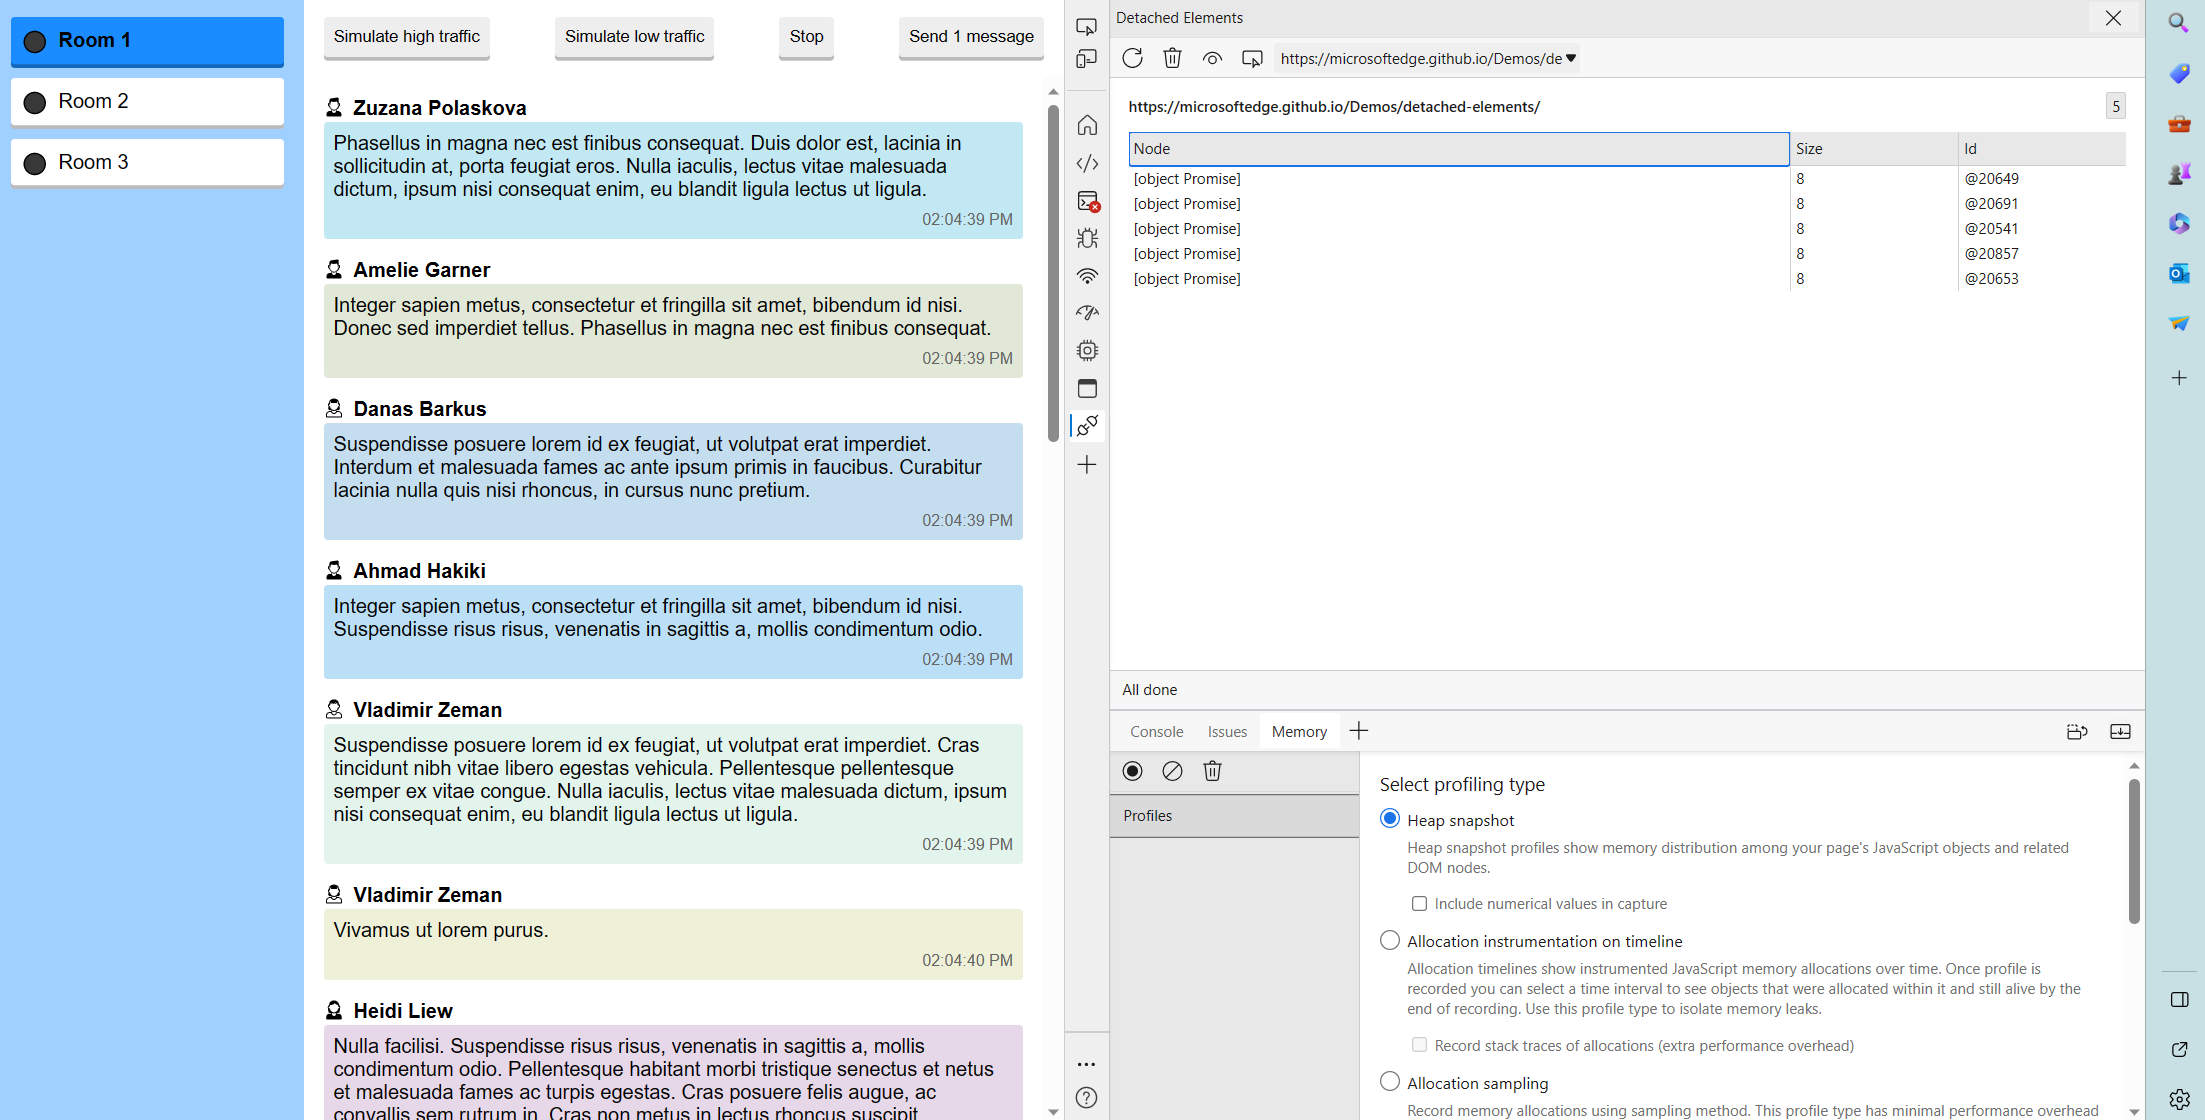 Room 1
Room 2
Room 3
Simulate high traffic
Simulate low traffic
Stop
Send 1 message
Zuzana Polaskova
Phasellus in magna nec est finibus consequat. Duis dolor est, lacinia in
sollicitudin at, porta feugiat eros. Nulla iaculis, lectus vitae malesuada
dictum, ipsum nisi consequat enim, eu blandit ligula lectus ut ligula.
02:04:39 PM
Amelie Garner
Integer sapien metus, consectetur et fringilla sit amet, bibendum id nisi.
Donec sed imperdiet tellus. Phasellus in magna nec est finibus consequat.
02:04:39 PM
Danas Barkus
Suspendisse posuere lorem id ex feugiat, ut volutpat erat imperdiet.
Interdum et malesuada fames ac ante ipsum primis in faucibus. Curabitur
lacinia nulla quis nisi rhoncus, in cursus nunc pretium.
02:04:39 PM
Ahmad Hakiki
Integer sapien metus, consectetur et fringilla sit amet, bibendum id nisi.
Suspendisse risus risus, venenatis in sagittis a, mollis condimentum odio.
02:04:39 PM
Vladimir Zeman
Suspendisse posuere lorem id ex feugiat, ut volutpat erat imperdiet. Cras
tincidunt nibh vitae libero egestas vehicula. Pellentesque pellentesque
semper ex vitae congue. Nulla iaculis, lectus vitae malesuada dictum, ipsum
nisi consequat enim, eu blandit ligula lectus ut ligula.
02:04:39 PM
Vladimir Zeman
Vivamus ut lorem purus.
02:04:40 PM
Heidi Liew
Nulla facilisi. Suspendisse risus risus, venenatis in sagittis a, mollis
condimentum odio. Pellentesque habitant morbi tristique senectus et netus
et malesuada fames ac turpis egestas. Cras posuere felis augue, ac
convallis sem rutrum in. Cras non metus in lectus rhoncus suscipit
Detached Elements
https://microsoftedge.github.io/Demos/de
https://microsoftedge.github.io/Demos/detached-elements/
5
Node Size Id
[object Promise] 8 @20649
[object Promise] 8 @20691
[object Promise] 8 @20541
[object Promise] 8 @20857
[object Promise] 8 @20653
All done
Console Issues Memory
Profiles
Select profiling type
Heap snapshot
Heap snapshot profiles show memory distribution among your page's JavaScript objects and related
DOM nodes.
Include numerical values in capture
Allocation instrumentation on timeline
Allocation timelines show instrumented JavaScript memory allocations over time. Once profile is
recorded you can select a time interval to see objects that were allocated within it and still alive by the
end of recording. Use this profile type to isolate memory leaks.
Record stack traces of allocations (extra performance overhead)
Allocation sampling
Record memory allocations using sampling method. This profile type has minimal performance overhead